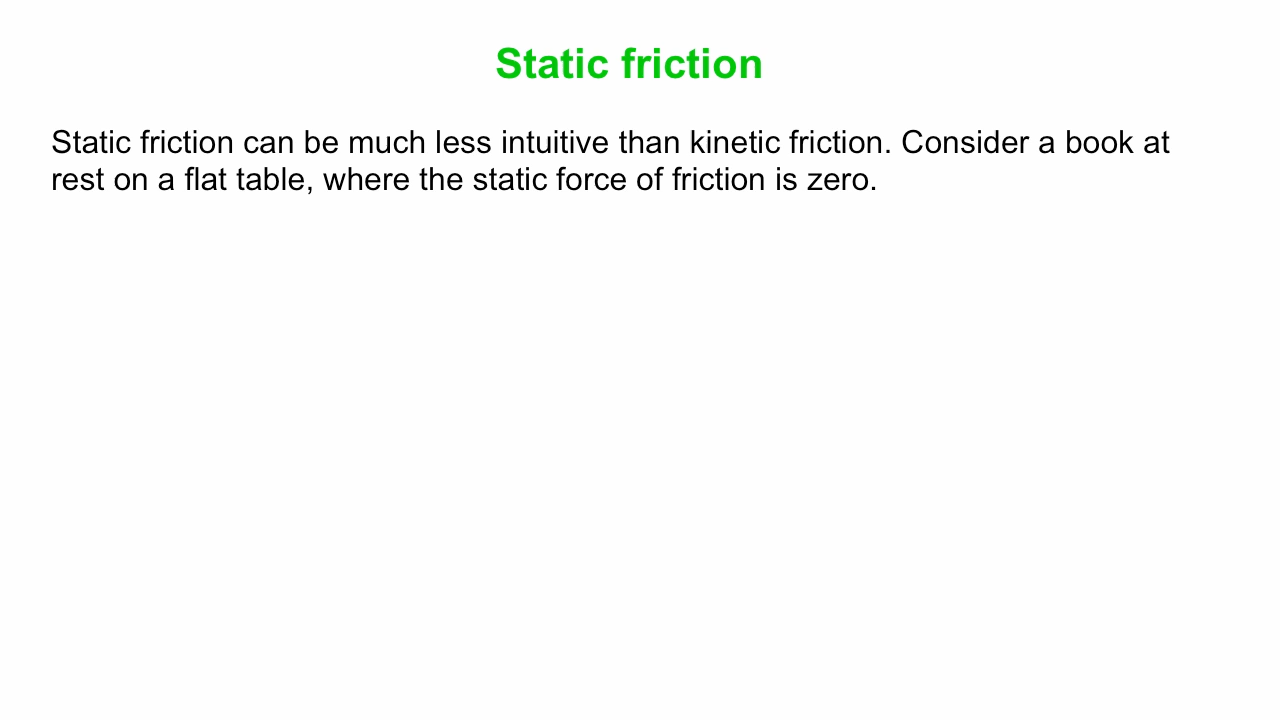 Static friction
Static friction can be much less intuitive than kinetic friction. Consider a book at
rest on a flat table, where the static force of friction is zero.